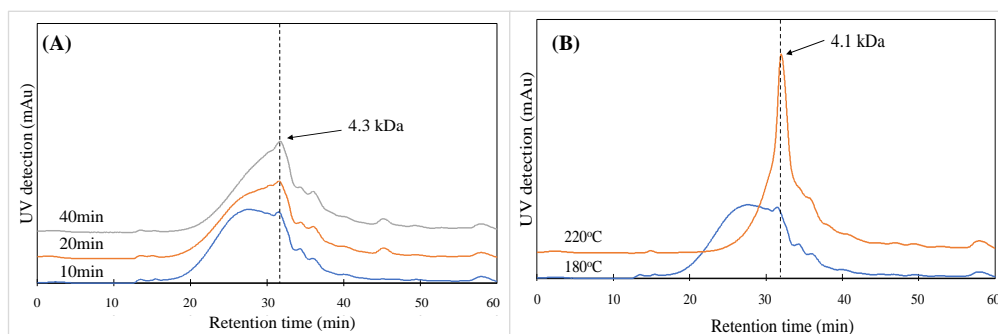 (A)
4.3 kDa
UV detection (mAu)
40min
20min
10min
0 10 20 30 40 50 60
Retention time (min)
(B)
4.1 kDa
UV detection (mAu)
220°C
180°C
0 10 20 30 40 50 60
Retention time (min)